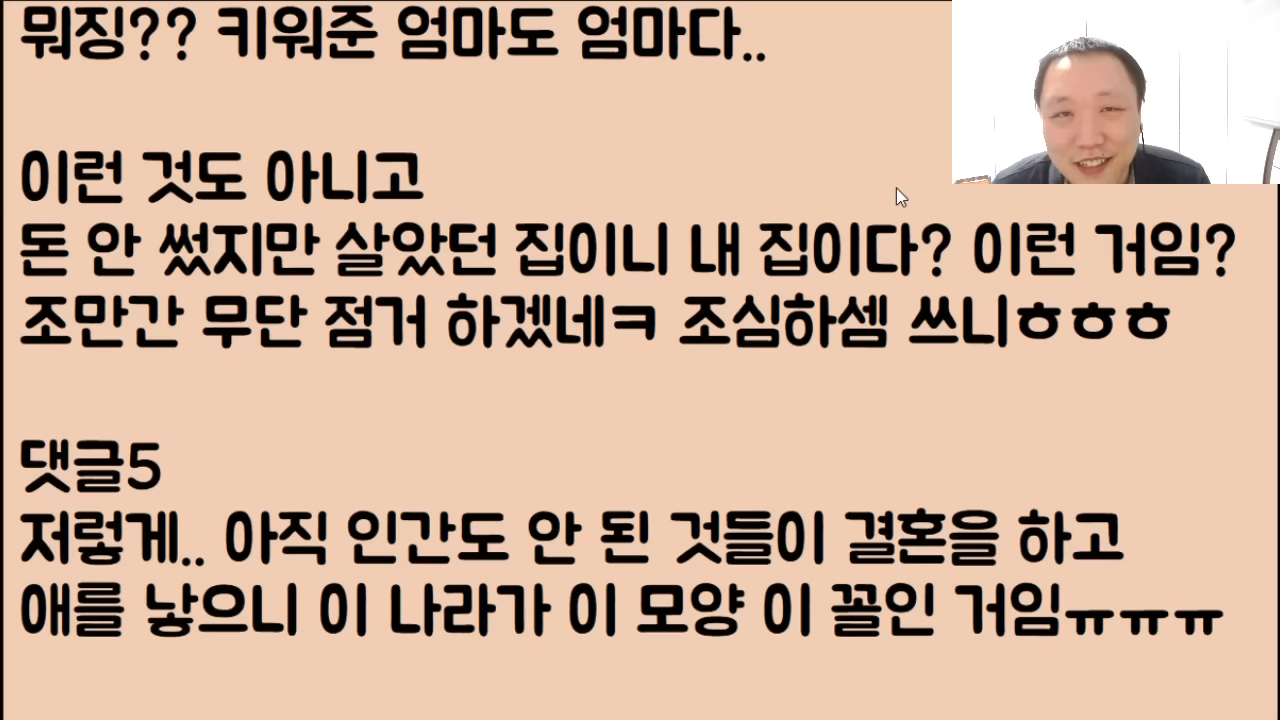 뭐징?? 키워준 엄마도 엄마다..
이런 것도 아니고
돈 안 썼지만 살았던 집이니 내 집이다? 이런 거임?
조만간 무단 점거 하겠네ㅋ 조심하셈 쓰니ㅎㅎㅎ
댓글5
저렇게.. 아직 인간도 안 된 것들이 결혼을 하고
애를 낳으니 이 나라가 이 모양 이 꼴인 거임ㅠㅠㅠ